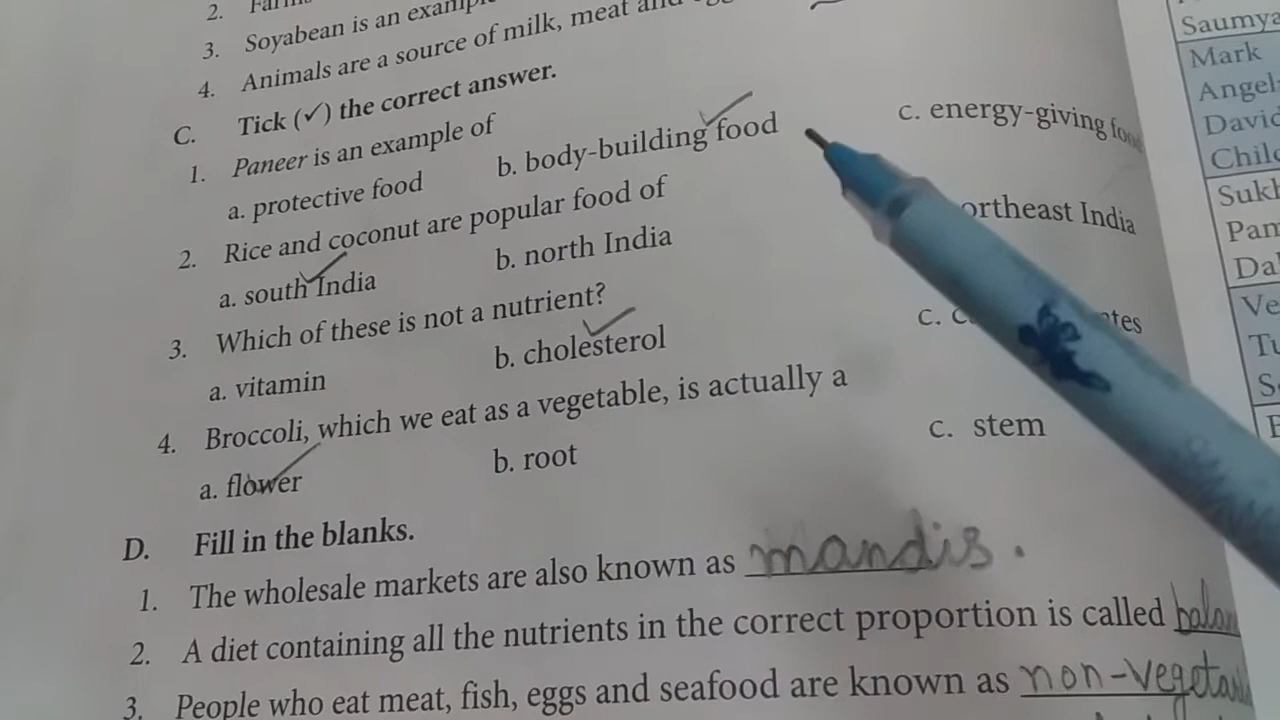 2.
3. Soyabean is an
4. Animals are a source of milk, meat and
C. Tick (✓) the correct answer.
1. Paneer is an example of
a. protective food b. body-building food c. energy-giving
2. Rice and coconut are popular food of
a. south India b. north India ortheast India
3. Which of these is not a nutrient?
a. vitamin b. cholesterol c.
4. Broccoli, which we eat as a vegetable, is actually a
a. flower b. root c. stem
D. Fill in the blanks.
1. The wholesale markets are also known as mandis.
2. A diet containing all the nutrients in the correct proportion is called balan
3. People who eat meat, fish, eggs and seafood are known as non-vegeta
Saumya
Mark
Angel
David
Sukh